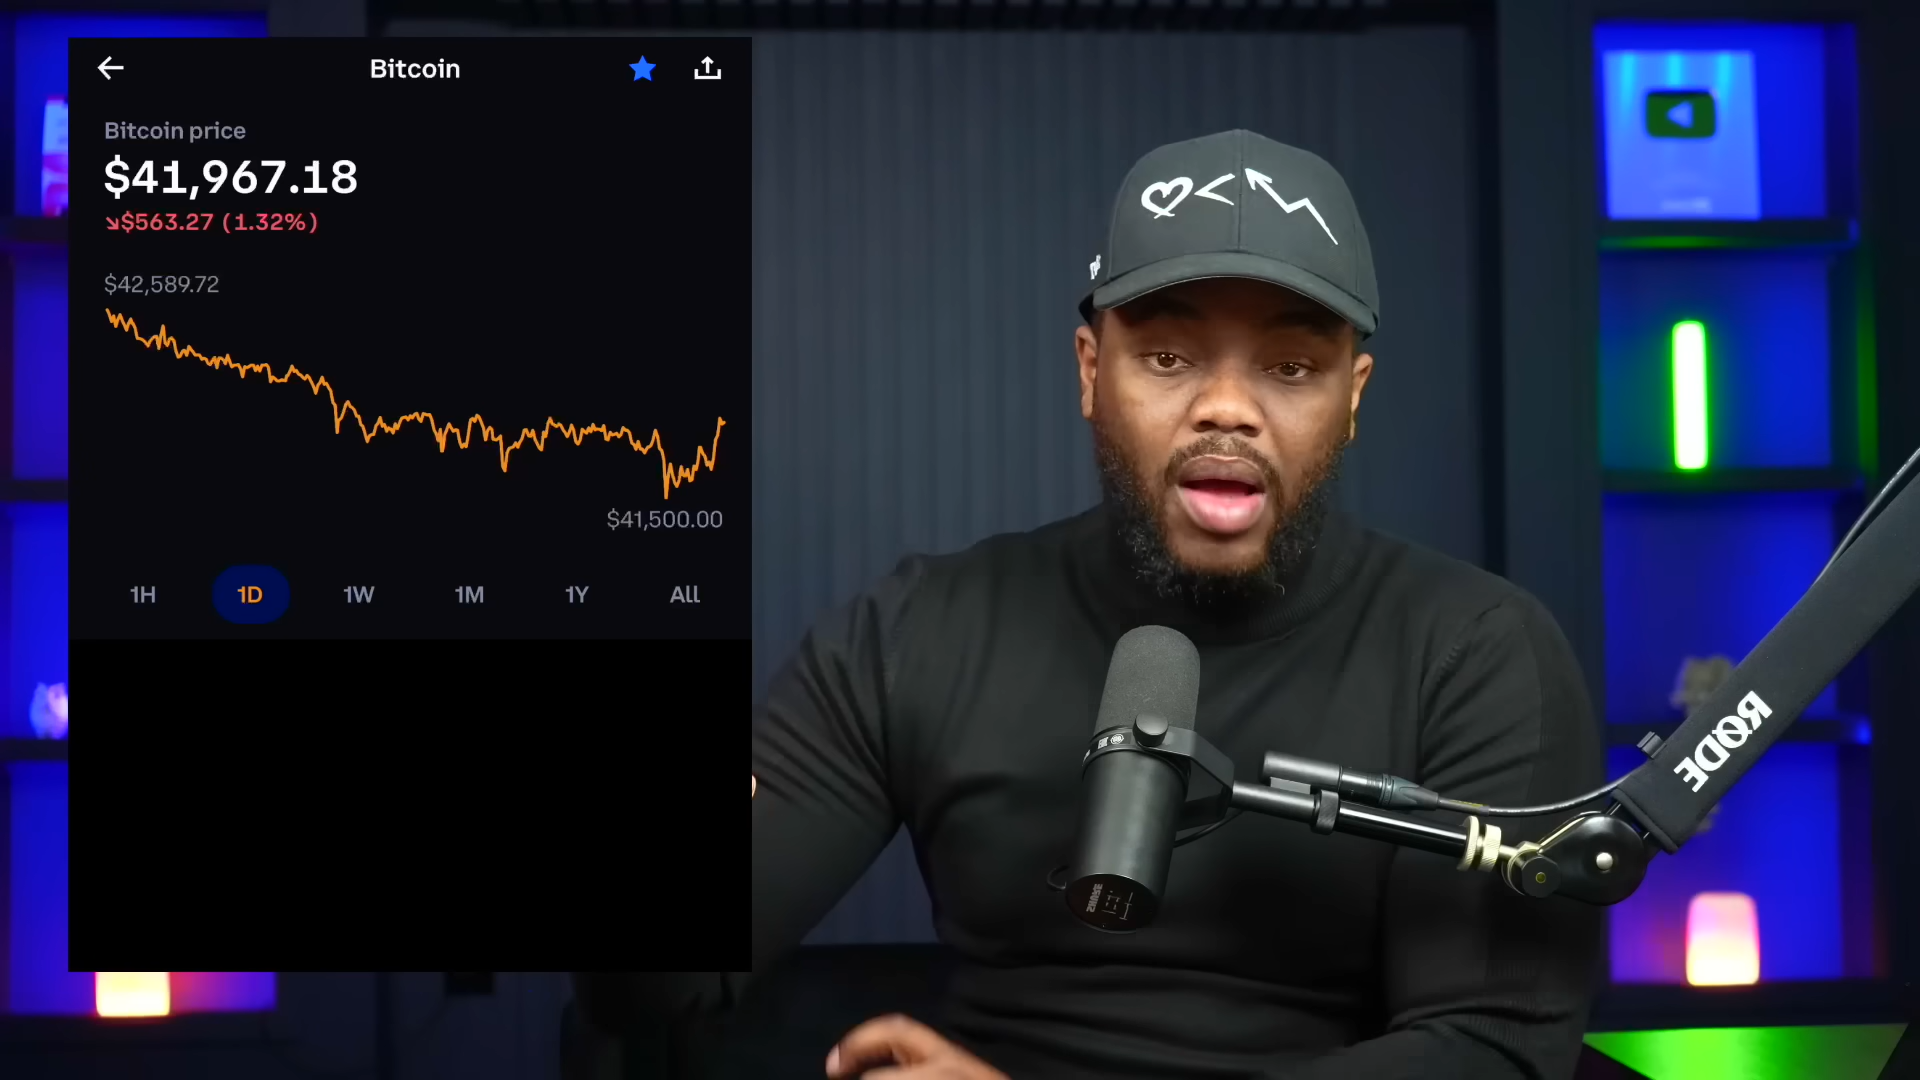 Bitcoin
Bitcoin price
$41,967.18
↘$563.27 (1.32%)
$42,589.72
$41,500.00
1H 1D 1W 1M 1Y All
RØDE
SHURE